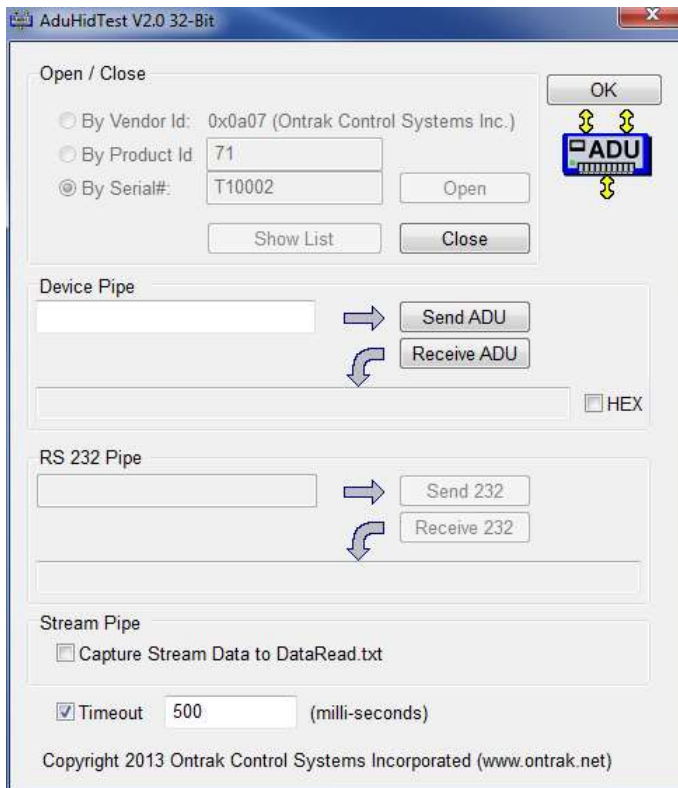 AduHidTest V2.0 32-Bit
Open / Close
OK
By Vendor Id: 0x0a07 (Ontrak Control Systems Inc.)
By Product Id 71
ADU
By Serial#: T10002 Open
Show List Close
Device Pipe
Send ADU
Receive ADU
HEX
RS 232 Pipe
Send 232
Receive 232
Stream Pipe
Capture Stream Data to DataRead.txt
Timeout 500 (milli-seconds)
Copyright 2013 Ontrak Control Systems Incorporated (www.ontrak.net)